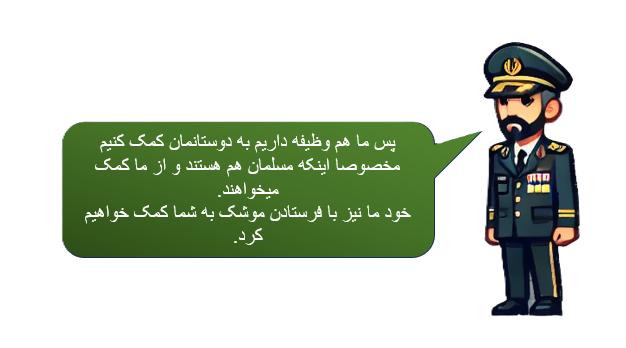 پس ما هم وظیفه داریم به دوستانمان کمک کنیم
مخصوصا اینکه مسلمان هم هستند و از ما کمک
میخواهند.
خود ما نیز با فرستادن موشک به شما کمک خواهیم
کرد.